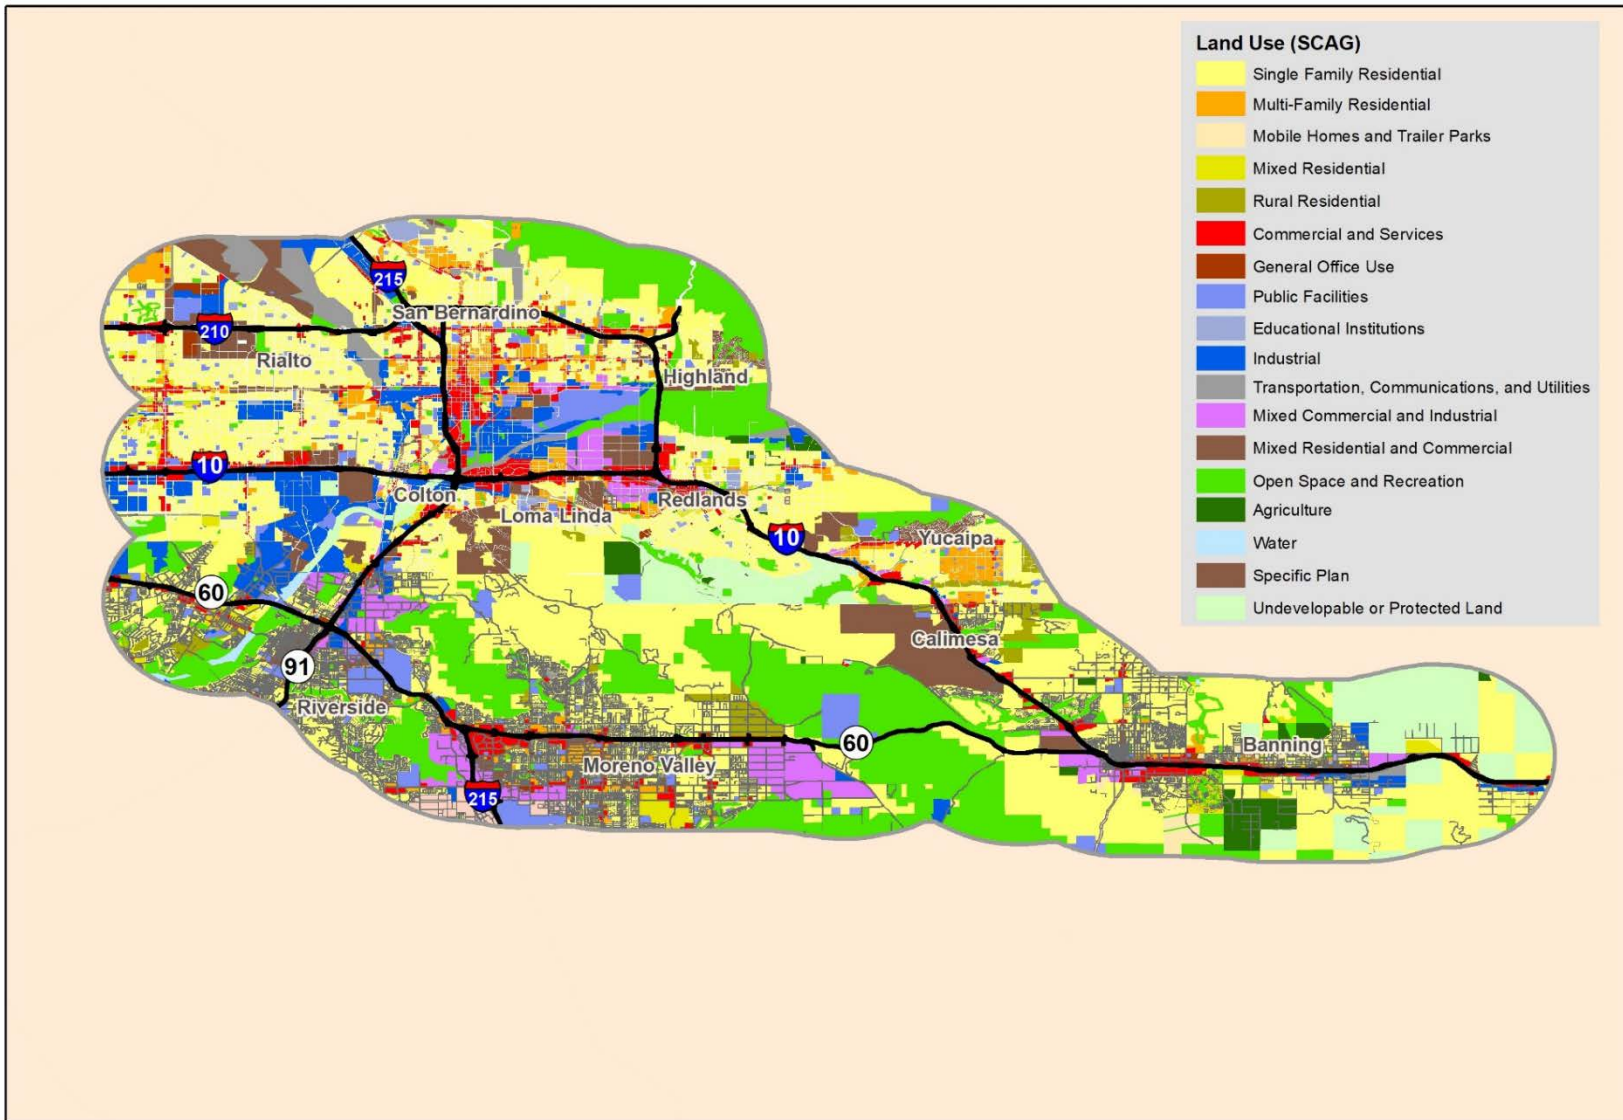 Land Use (SCAG)
Single Family Residential
Multi-Family Residential
Mobile Homes and Trailer Parks
Mixed Residential
Rural Residential
Commercial and Services
General Office Use
Public Facilities
Educational Institutions
Industrial
Transportation, Communications, and Utilities
Mixed Commercial and Industrial
Mixed Residential and Commercial
Open Space and Recreation
Agriculture
Water
Specific Plan
Undevelopable or Protected Land
215
San Bernardino
210
Rialto
Highland
10
Colton
Redlands
Loma Linda
10
Yucaipa
60
Calimesa
91
Riverside
60
Banning
Moreno Valley
215